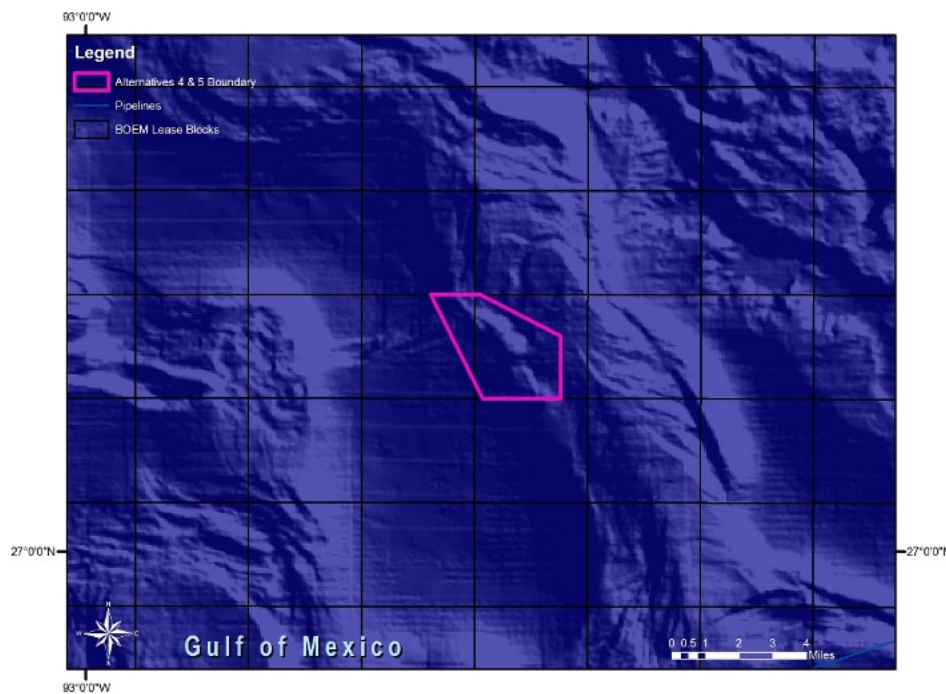 93°0'0"W
Legend
Alternatives 4 & 5 Boundary
Pipelines
BOEM Lease Blocks
27°0'0"N
27°0'0"N
N
W
E
S
Gulf of Mexico
0 0.5 1 2 3 4
Miles
93°0'0"W